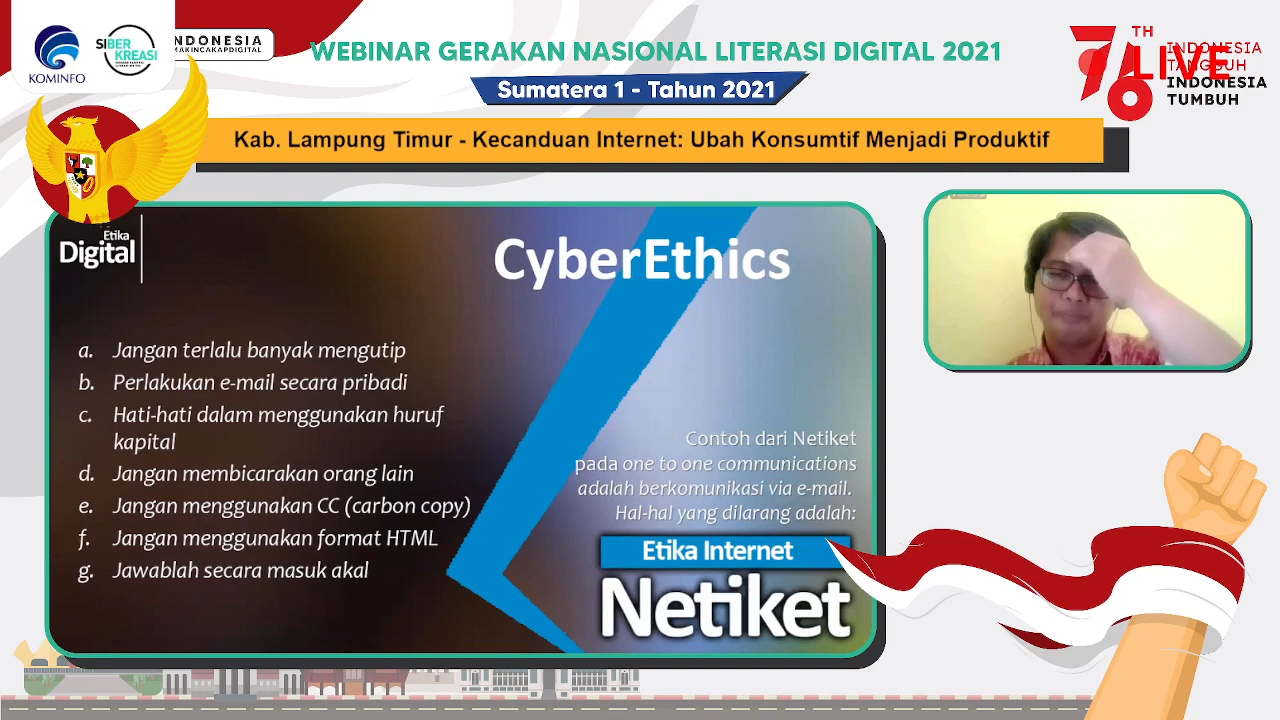 KOMINFO
SIBER
KREASI
INDONESIA
MAKINCAKAPDIGITAL
WEBINAR GERAKAN NASIONAL LITERASI DIGITAL 2021
Sumatera 1 - Tahun 2021
76TH
INDONESIA
TANGGUH
INDONESIA
TUMBUH
LIVE
Kab. Lampung Timur - Kecanduan Internet: Ubah Konsumtif Menjadi Produktif
Etika
Digital
CyberEthics
a. Jangan terlalu banyak mengutip
b. Perlakukan e-mail secara pribadi
c. Hati-hati dalam menggunakan huruf
kapital
d. Jangan membicarakan orang lain
e. Jangan menggunakan CC (carbon copy)
f. Jangan menggunakan format HTML
g. Jawablah secara masuk akal
Contoh dari Netiket
pada one to one communications
adalah berkomunikasi via e-mail.
Hal-hal yang dilarang adalah:
Etika Internet
Netiket